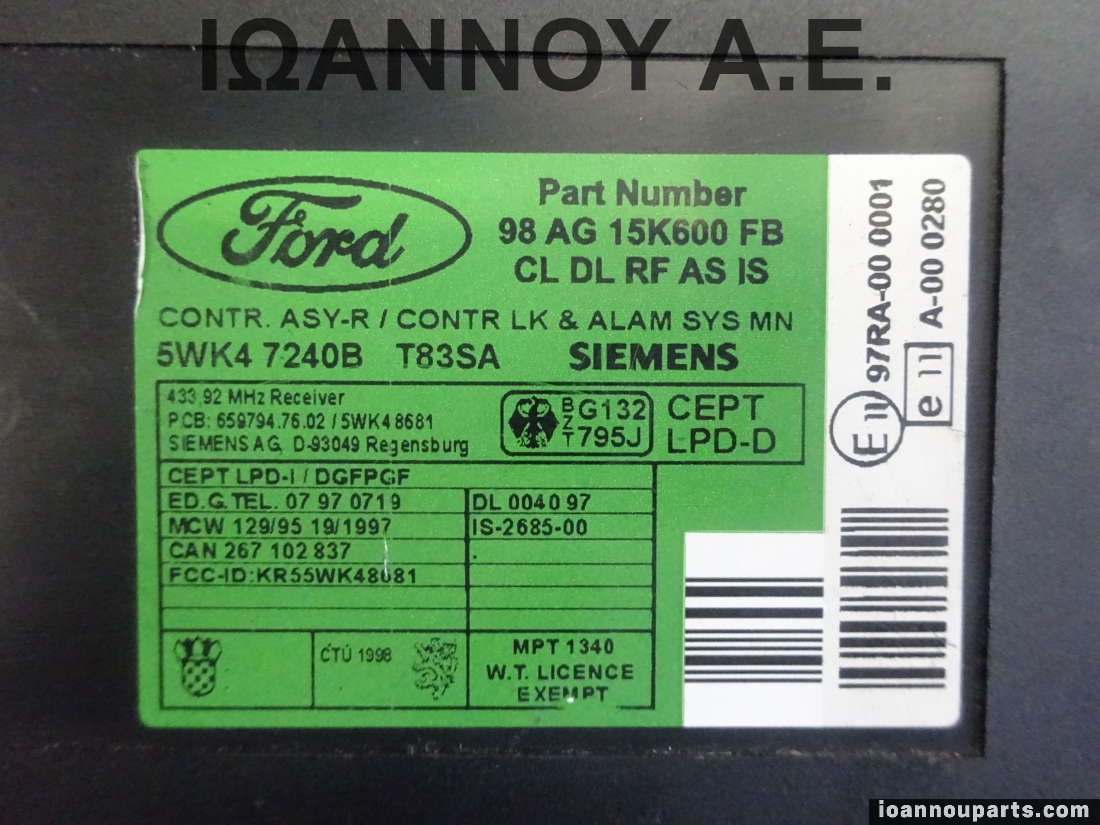 ΙΩΑΝΝΟΥ Α.Ε.
Ford
Part Number
98 AG 15K600 FB
CL DL RF AS IS
CONTR. ASY-R / CONTR LK & ALAM SYS MN
5WK4 7240B T83SA SIEMENS
433.92 MHz Receiver
PCB: 659794.76.02 / 5WK48681
SIEMENS AG, D-93049 Regensburg
BZT G132 795J
CEPT
LPD-D
CEPT LPD-I / DGFPGF
ED.G.TEL. 07 97 0719
DL 0040 97
MCW 129/95 19/1997
IS-2685-00
CAN 267 102 837
FCC-ID:KR55WK48681
ČTÚ 1998
MPT 1340
W.T. LICENCE
EXEMPT
E11 97RA-00 0001
e 11 A-00 0280
ioannouparts.com